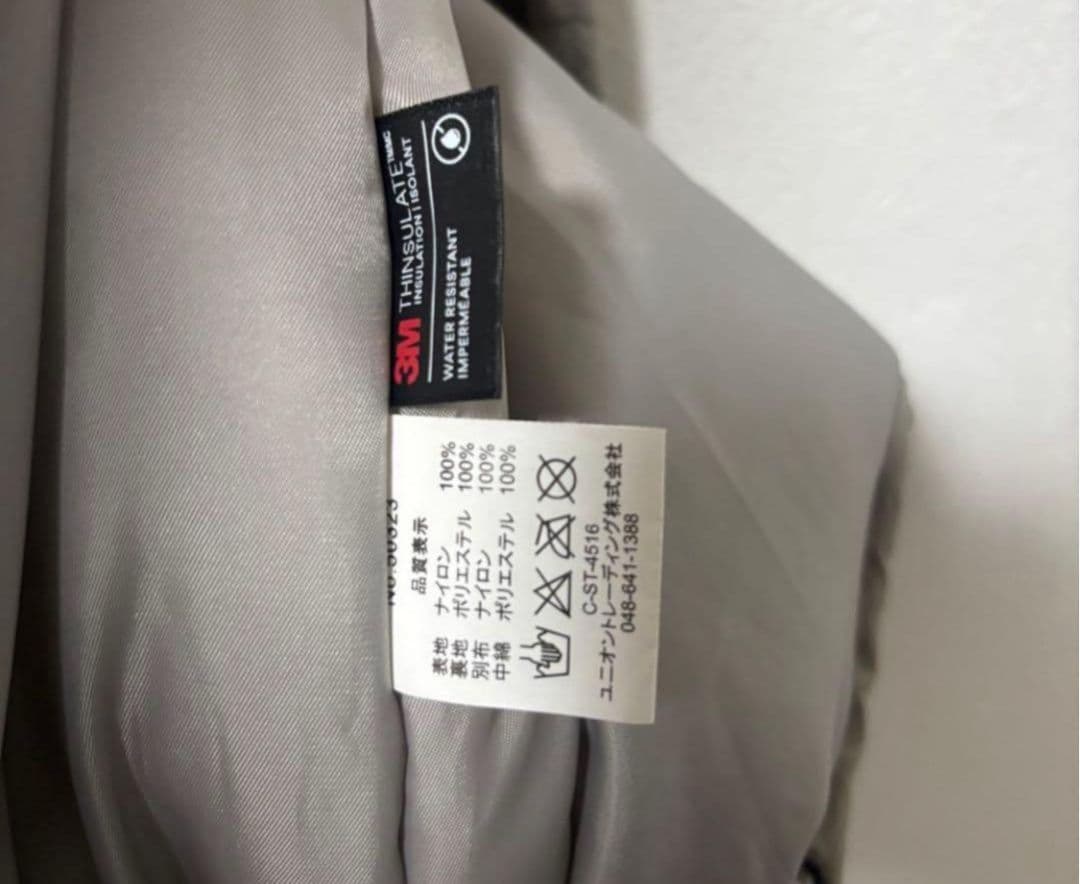 3M THINSULATE
INSULATION | ISOLANT
WATER RESISTANT
IMPERMÉABLE
品質表示
表地 ナイロン 100%
裏地 ポリエステル 100%
別布 ナイロン 100%
中綿 ポリエステル 100%
C-ST-4516
ユニオントレーディング株式会社
048-641-1388